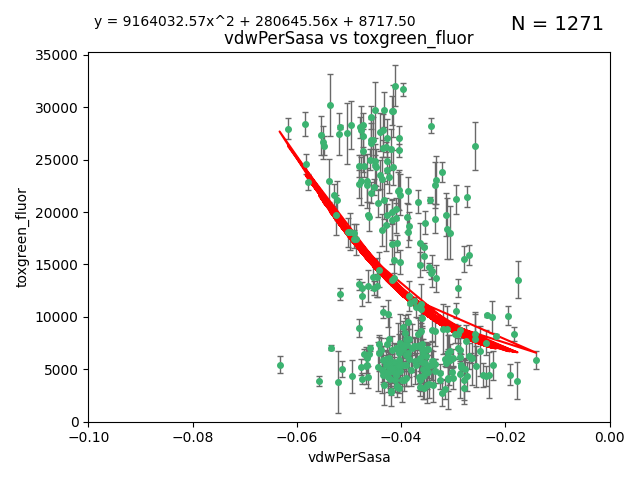 y = 9164032.57x^2 + 280645.56x + 8717.50
N = 1271
vdwPerSasa vs toxgreen_fluor
35000
30000
25000
20000
15000
10000
5000
0
toxgreen_fluor
−0.10 −0.08 −0.06 −0.04 −0.02 0.00
vdwPerSasa